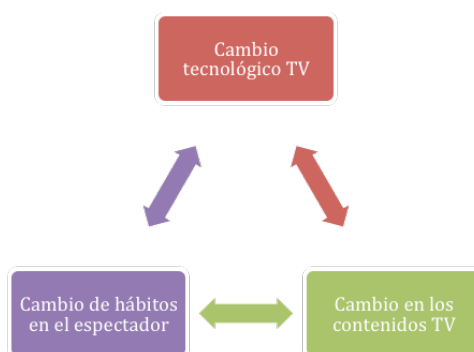 Cambio
tecnológico TV
Cambio de hábitos
en el espectador
Cambio en los
contenidos TV